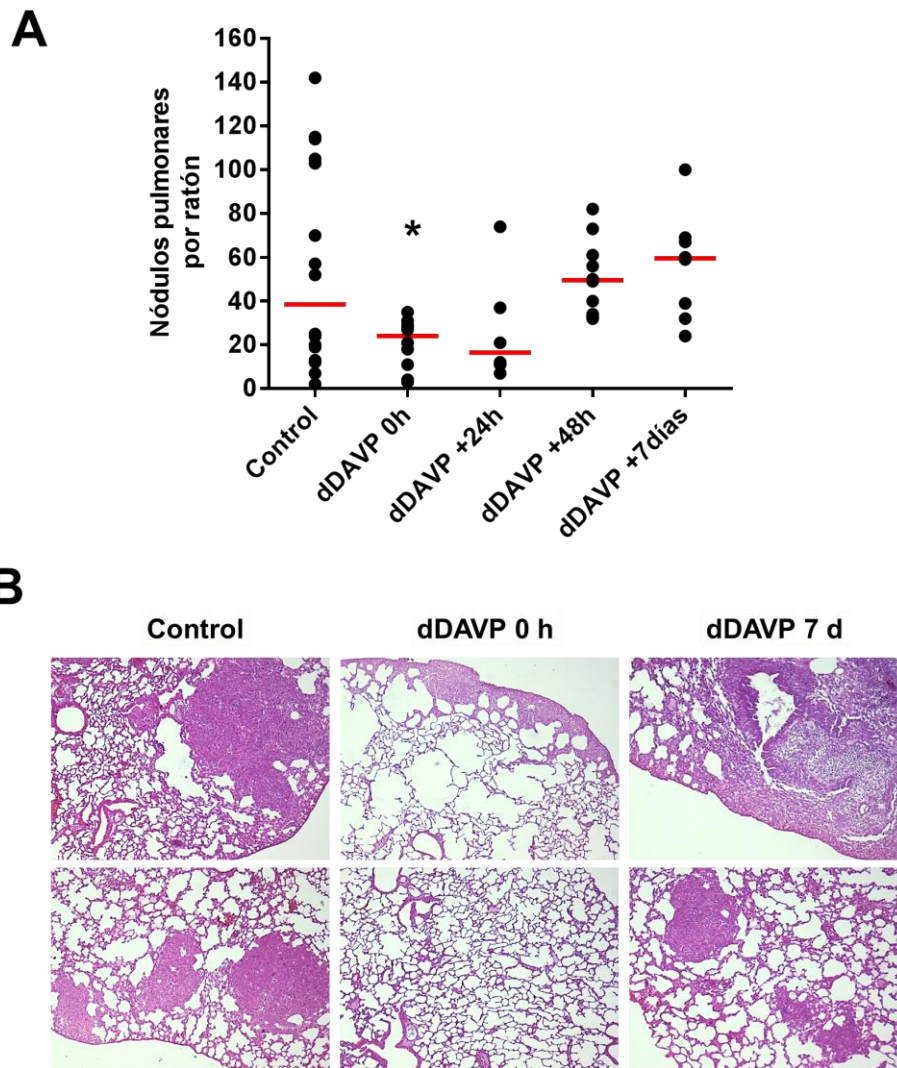 A
Nódulos pulmonares
por ratón
160
140
120
100
80
60
40
20
0
*
Control
dDAVP 0h
dDAVP +24h
dDAVP +48h
dDAVP +7días
B
Control
dDAVP 0 h
dDAVP 7 d